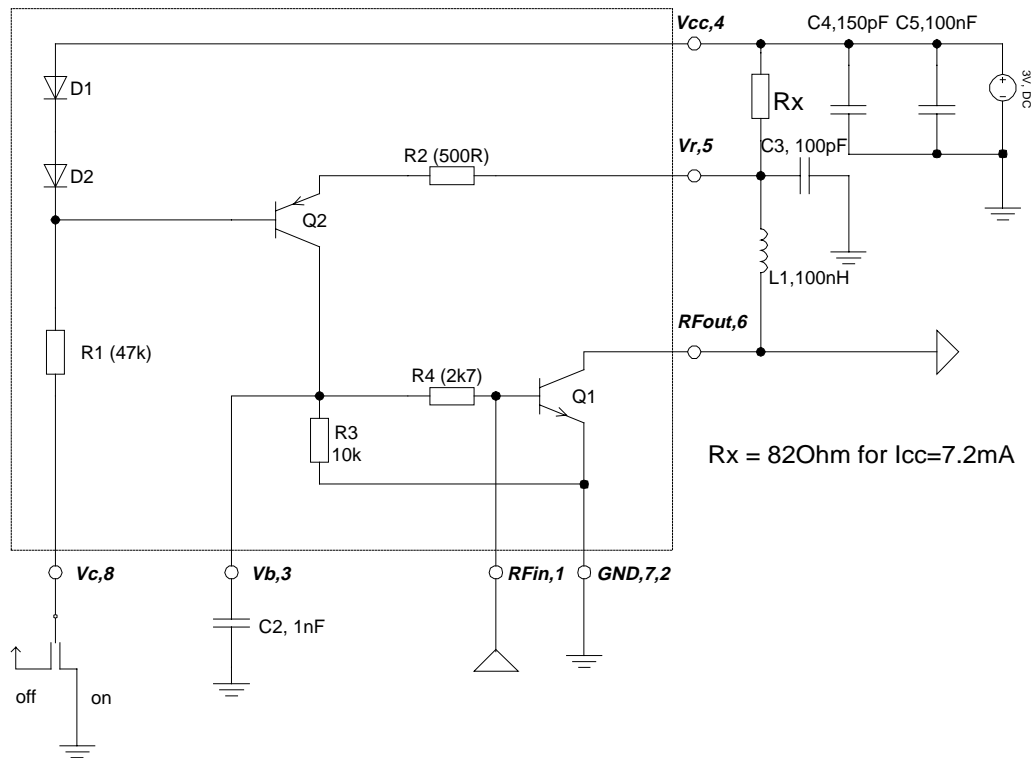 Vcc,4
C4,150pF
C5,100nF
D1
Rx
3V, DC
R2 (500R)
Vr,5
C3, 100pF
D2
Q2
L1,100nH
RFout,6
R1 (47k)
R4 (2k7)
Q1
R3
10k
Rx = 82Ohm for Icc=7.2mA
Vc,8
Vb,3
RFin,1
GND,7,2
C2, 1nF
off
on